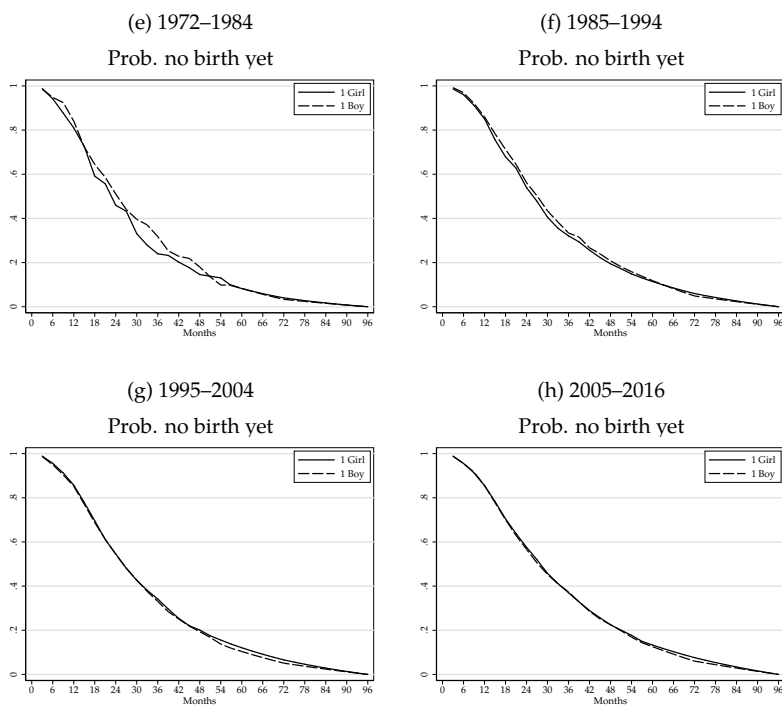 (e) 1972–1984
Prob. no birth yet
1 Girl
1 Boy
1
.8
.6
.4
.2
0
0 6 12 18 24 30 36 42 48 54 60 66 72 78 84 90 96
Months
(f) 1985–1994
Prob. no birth yet
1 Girl
1 Boy
1
.8
.6
.4
.2
0
0 6 12 18 24 30 36 42 48 54 60 66 72 78 84 90 96
Months
(g) 1995–2004
Prob. no birth yet
1 Girl
1 Boy
1
.8
.6
.4
.2
0
0 6 12 18 24 30 36 42 48 54 60 66 72 78 84 90 96
Months
(h) 2005–2016
Prob. no birth yet
1 Girl
1 Boy
1
.8
.6
.4
.2
0
0 6 12 18 24 30 36 42 48 54 60 66 72 78 84 90 96
Months